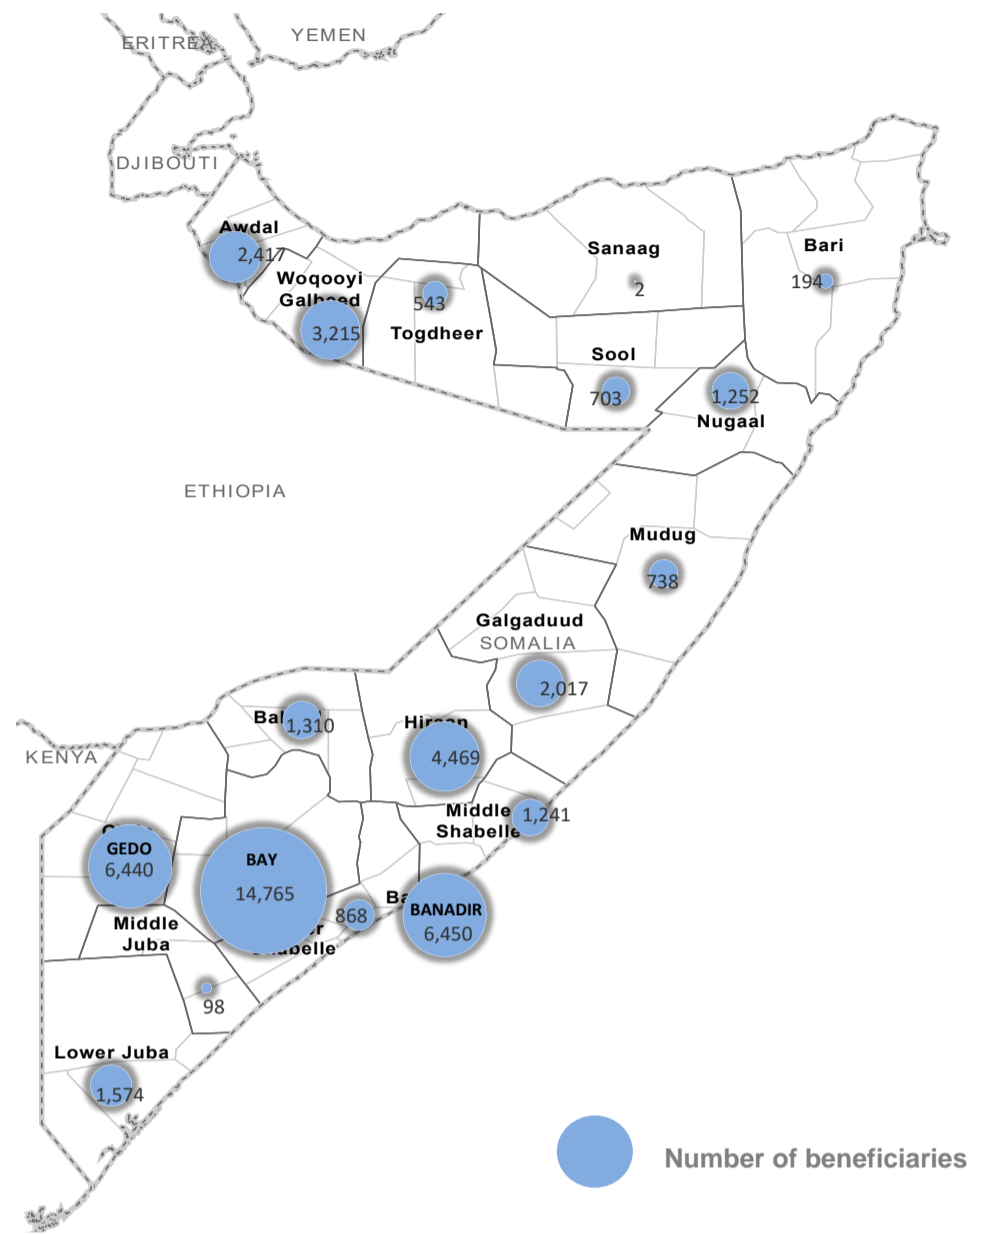 YEMEN
ERITREA
DJIBOUTI
Awdal
2,417
Woqooyi
Galbeed
3,215
543
Togdheer
Sanaag
2
Bari
194
Sool
703
1,252
Nugaal
ETHIOPIA
Mudug
738
Galgaduud
SOMALIA
2,017
1,310
Hiraan
4,469
KENYA
Middle
Shabelle
1,241
GEDO
6,440
BAY
14,765
868
BANADIR
6,450
Middle
Juba
98
Lower Juba
1,574
Number of beneficiaries